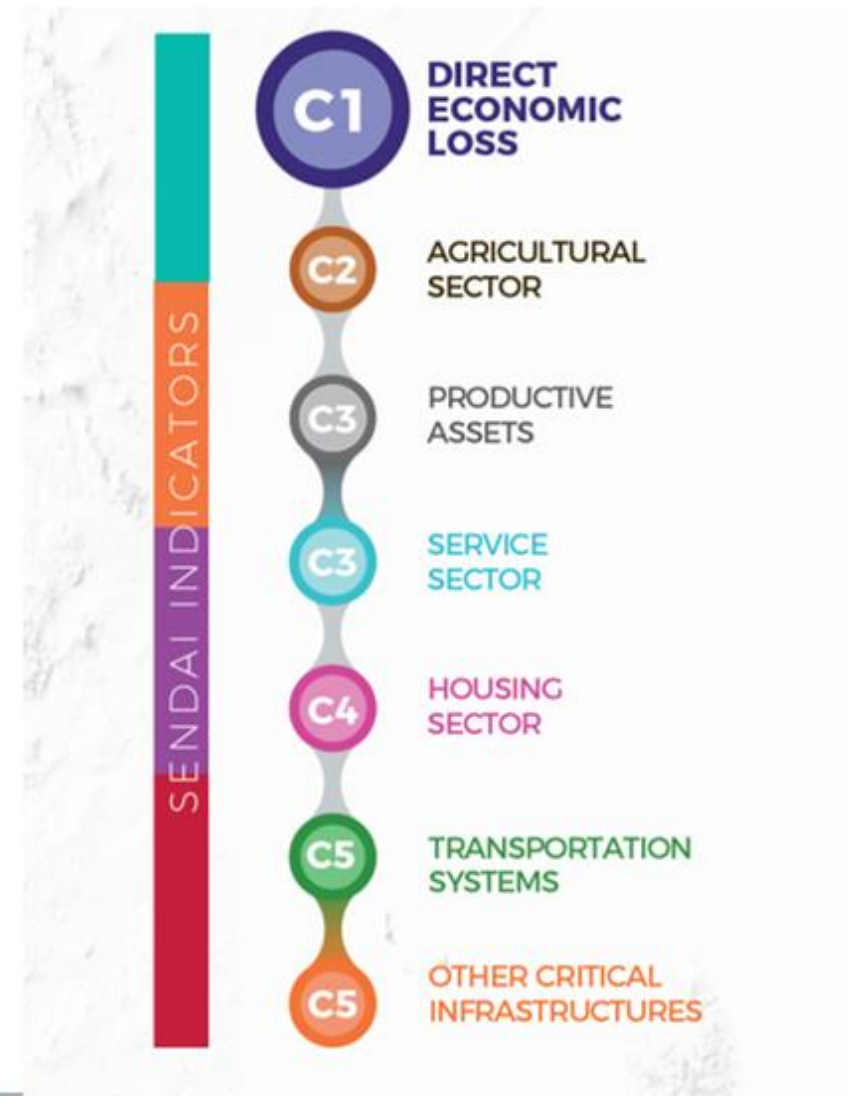 SENDAI INDICATORS
C1
DIRECT
ECONOMIC
LOSS
C2
AGRICULTURAL
SECTOR
C3
PRODUCTIVE
ASSETS
C3
SERVICE
SECTOR
C4
HOUSING
SECTOR
C5
TRANSPORTATION
SYSTEMS
C5
OTHER CRITICAL
INFRASTRUCTURES